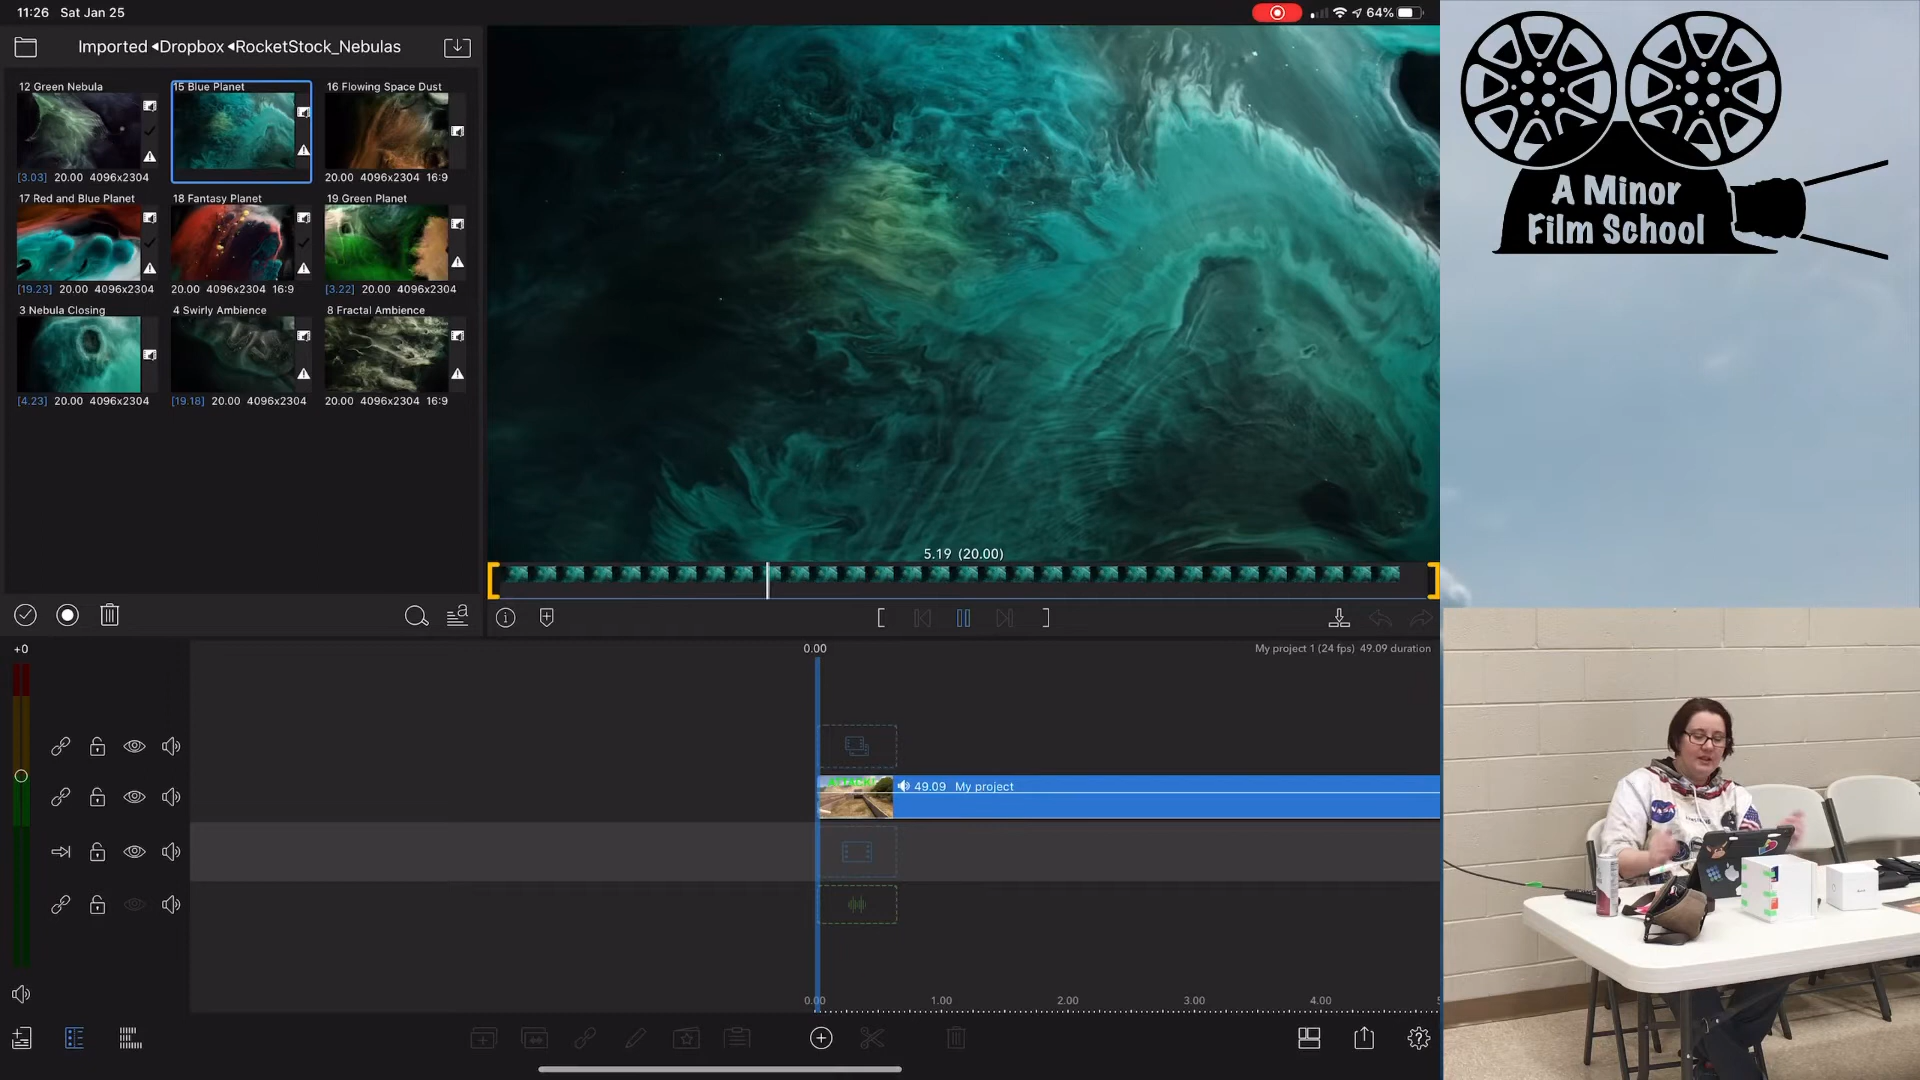 11:26 Sat Jan 25
64%
Imported ◂Dropbox ◂RocketStock_Nebulas
12 Green Nebula
[3.03] 20.00 4096x2304
15 Blue Planet
16 Flowing Space Dust
20.00 4096x2304 16:9
17 Red and Blue Planet
[19.23] 20.00 4096x2304
18 Fantasy Planet
20.00 4096x2304 16:9
19 Green Planet
[3.22] 20.00 4096x2304
3 Nebula Closing
[4.23] 20.00 4096x2304
4 Swirly Ambience
[19.18] 20.00 4096x2304
8 Fractal Ambience
20.00 4096x2304 16:9
5.19 (20.00)
A Minor
Film School
+0
0.00
My project 1 (24 fps) 49.09 duration
ATTACK!
49.09 My project
0.00 1.00 2.00 3.00 4.00